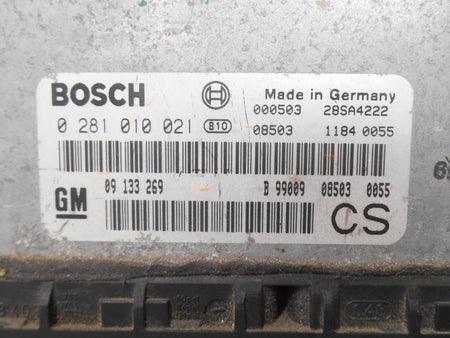 BOSCH
Made in Germany
000503 28SA4222
0 281 010 021 810 08503 1184 0055
GM 09 133 269 B 99009 08503 0055
CS